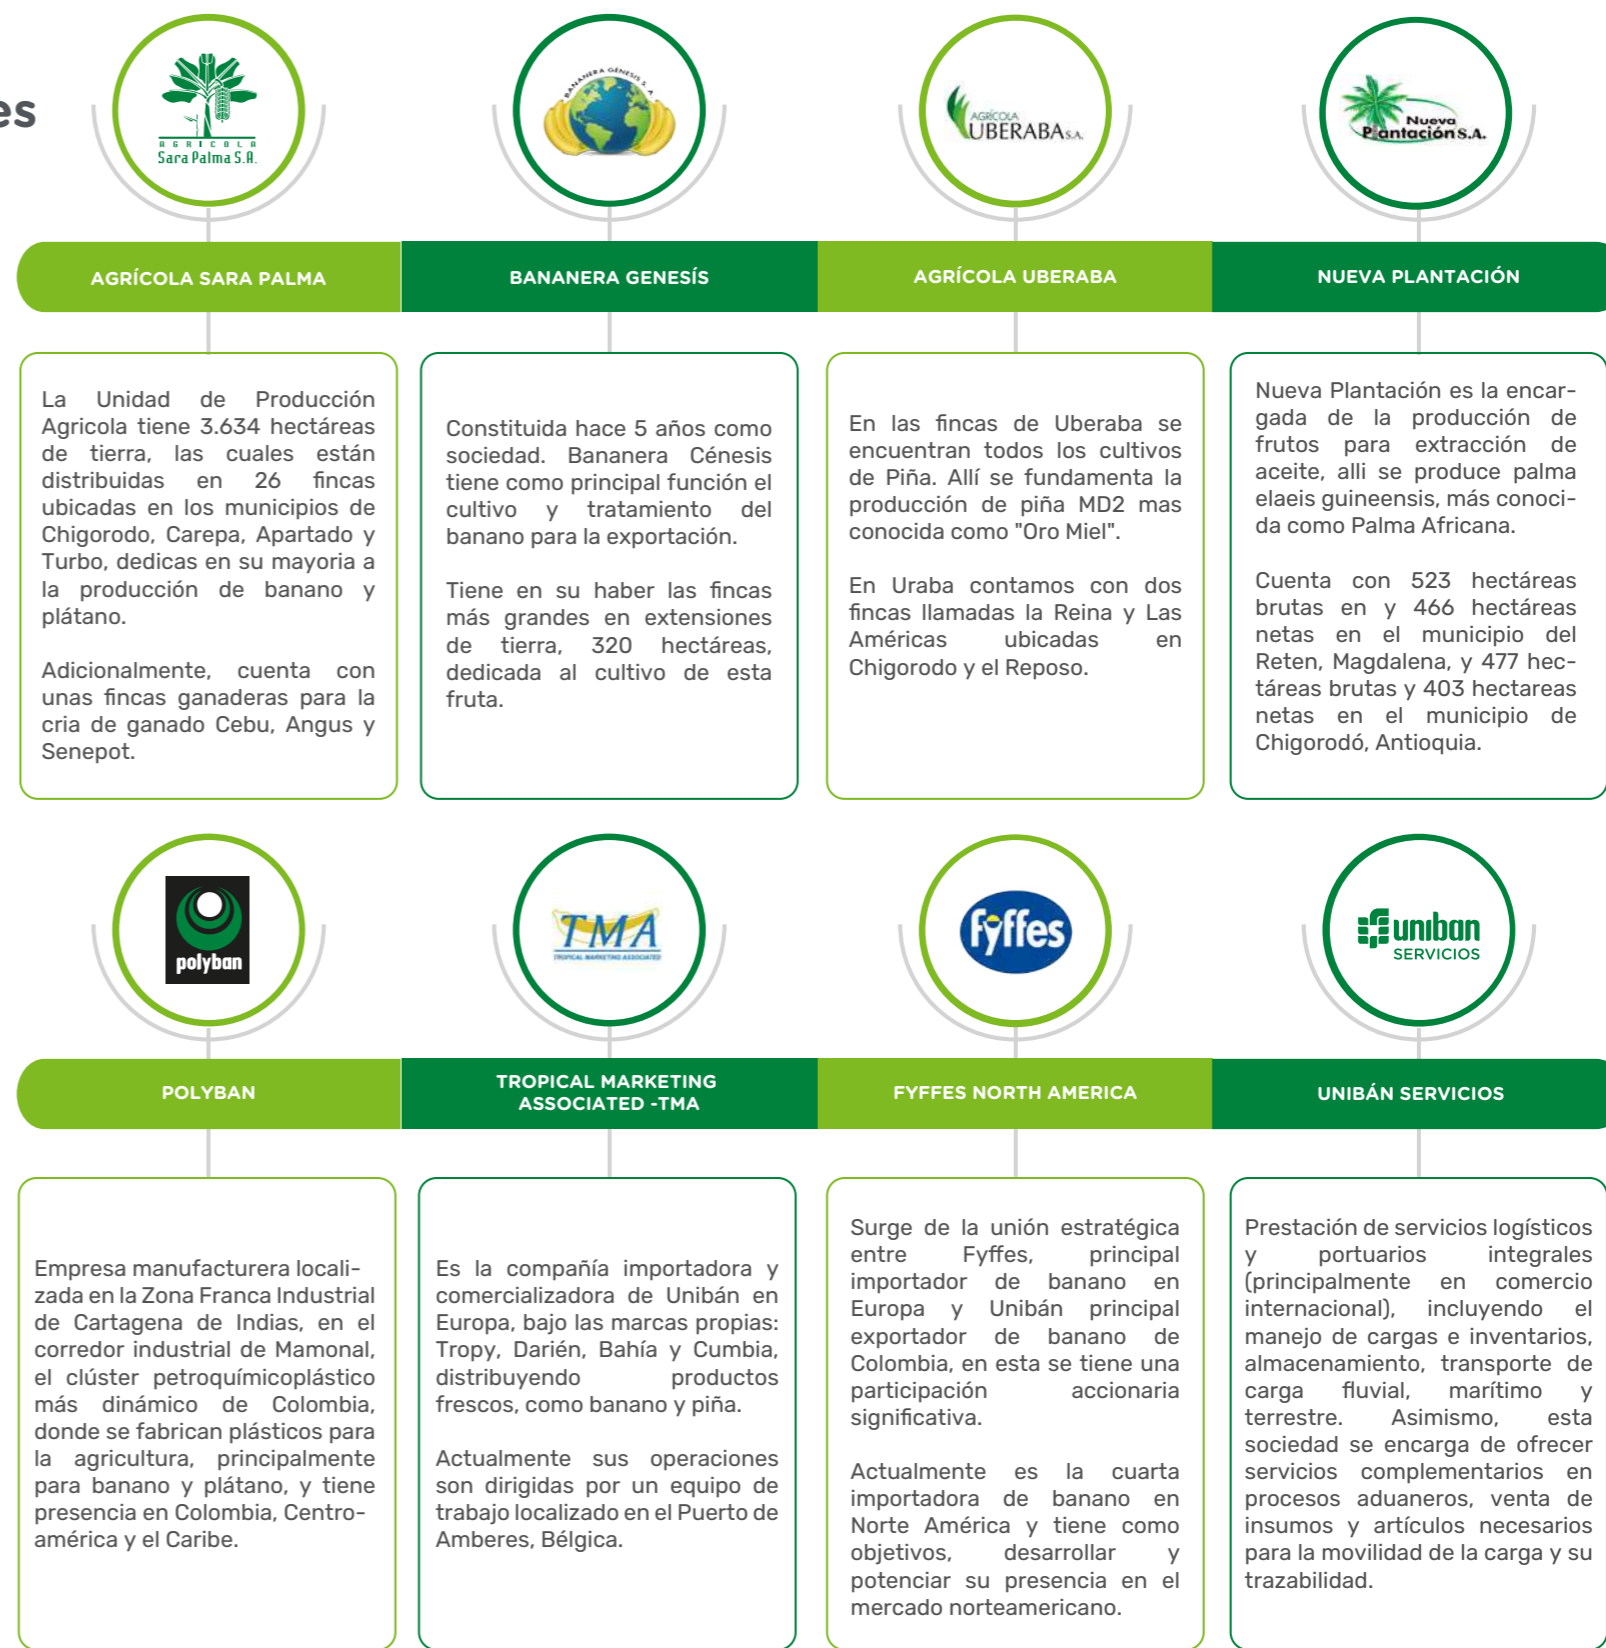 es
AGRICOLA
Sara Palma S.A.
BANANERA GÉNESIS S. A.
AGRÍCOLA
UBERABA S.A.
Nueva
Plantación S.A.
AGRÍCOLA SARA PALMA
BANANERA GENESÍS
AGRÍCOLA UBERABA
NUEVA PLANTACIÓN
La Unidad de Producción
Agricola tiene 3.634 hectáreas
de tierra, las cuales están
distribuidas en 26 fincas
ubicadas en los municipios de
Chigorodo, Carepa, Apartado y
Turbo, dedicas en su mayoria a
la producción de banano y
plátano.
Adicionalmente, cuenta con
unas fincas ganaderas para la
cria de ganado Cebu, Angus y
Senepot.
Constituida hace 5 años como
sociedad. Bananera Cénesis
tiene como principal función el
cultivo y tratamiento del
banano para la exportación.
Tiene en su haber las fincas
más grandes en extensiones
de tierra, 320 hectáreas,
dedicada al cultivo de esta
fruta.
En las fincas de Uberaba se
encuentran todos los cultivos
de Piña. Allí se fundamenta la
producción de piña MD2 mas
conocida como "Oro Miel".
En Uraba contamos con dos
fincas llamadas la Reina y Las
Américas ubicadas en
Chigorodo y el Reposo.
Nueva Plantación es la encar-
gada de la producción de
frutos para extracción de
aceite, alli se produce palma
elaeis guineensis, más conoci-
da como Palma Africana.
Cuenta con 523 hectáreas
brutas en y 466 hectáreas
netas en el municipio del
Reten, Magdalena, y 477 hec-
táreas brutas y 403 hectareas
netas en el municipio de
Chigorodó, Antioquia.
polyban
TMA
TROPICAL MARKETING ASSOCIATED
fyffes
unıban
SERVICIOS
POLYBAN
TROPICAL MARKETING
ASSOCIATED -TMA
FYFFES NORTH AMERICA
UNIBÁN SERVICIOS
Empresa manufacturera locali-
zada en la Zona Franca Industrial
de Cartagena de Indias, en el
corredor industrial de Mamonal,
el clúster petroquímicoplástico
más dinámico de Colombia,
donde se fabrican plásticos para
la agricultura, principalmente
para banano y plátano, y tiene
presencia en Colombia, Centro-
américa y el Caribe.
Es la compañía importadora y
comercializadora de Unibán en
Europa, bajo las marcas propias:
Tropy, Darién, Bahía y Cumbia,
distribuyendo productos
frescos, como banano y piña.
Actualmente sus operaciones
son dirigidas por un equipo de
trabajo localizado en el Puerto de
Amberes, Bélgica.
Surge de la unión estratégica
entre Fyffes, principal
importador de banano en
Europa y Unibán principal
exportador de banano de
Colombia, en esta se tiene una
participación accionaria
significativa.
Actualmente es la cuarta
importadora de banano en
Norte América y tiene como
objetivos, desarrollar y
potenciar su presencia en el
mercado norteamericano.
Prestación de servicios logísticos
y portuarios integrales
(principalmente en comercio
internacional), incluyendo el
manejo de cargas e inventarios,
almacenamiento, transporte de
carga fluvial, marítimo y
terrestre. Asimismo, esta
sociedad se encarga de ofrecer
servicios complementarios en
procesos aduaneros, venta de
insumos y artículos necesarios
para la movilidad de la carga y su
trazabilidad.